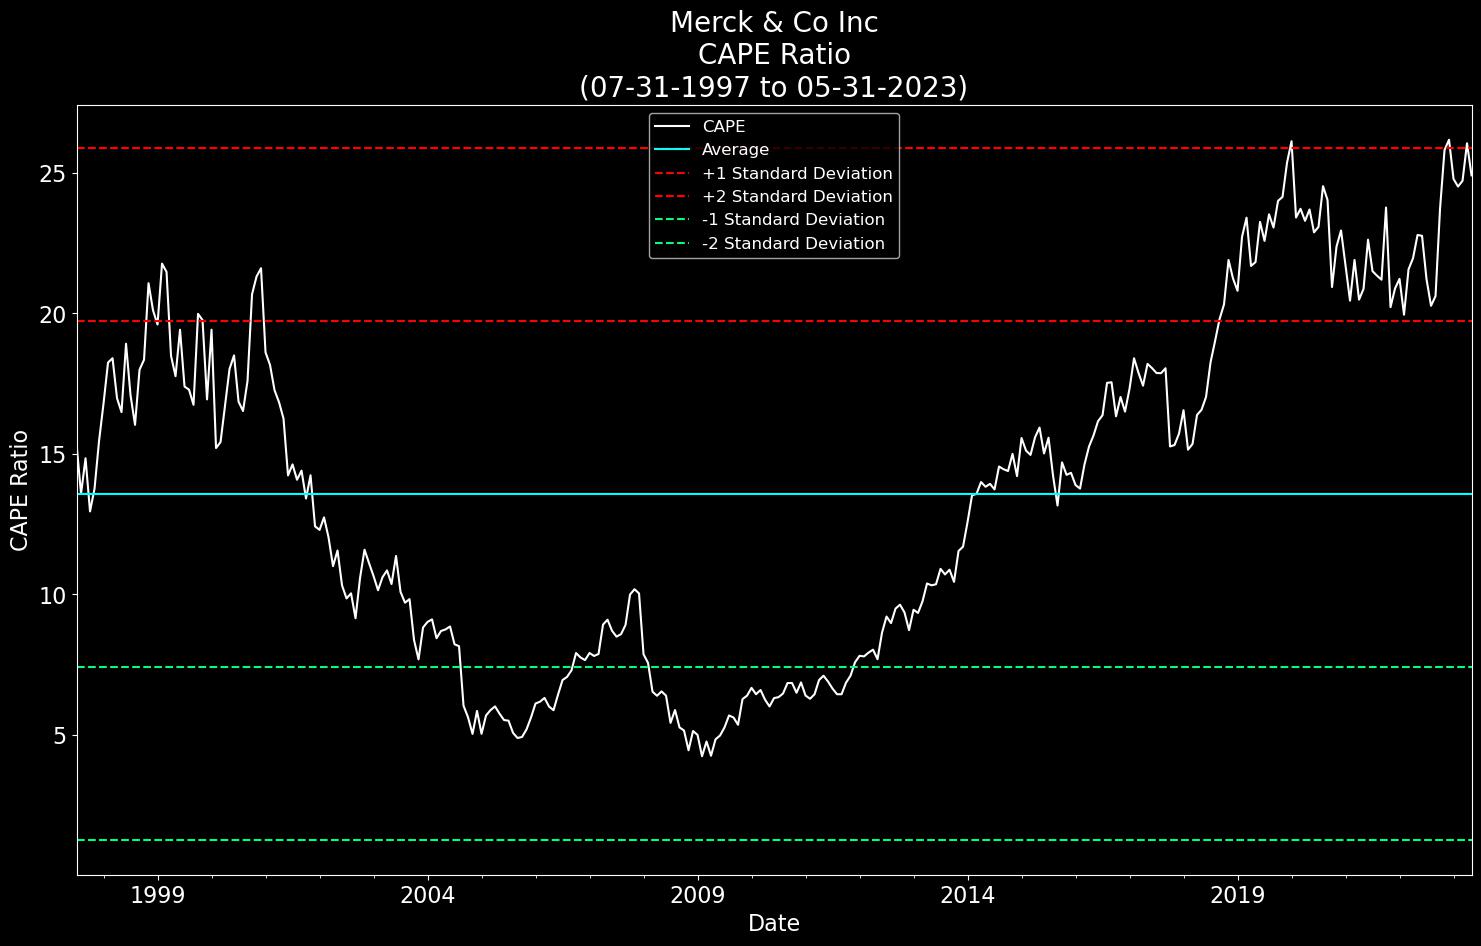 Merck & Co Inc
CAPE Ratio
(07-31-1997 to 05-31-2023)
CAPE
Average
+1 Standard Deviation
+2 Standard Deviation
-1 Standard Deviation
-2 Standard Deviation
CAPE Ratio
25
20
15
10
5
1999
2004
2009
2014
2019
Date